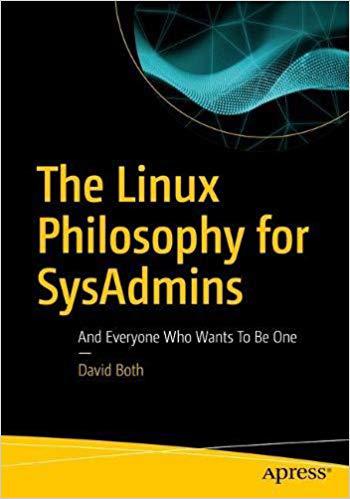 The Linux
Philosophy for
SysAdmins
And Everyone Who Wants To Be One
—
David Both
Apress®